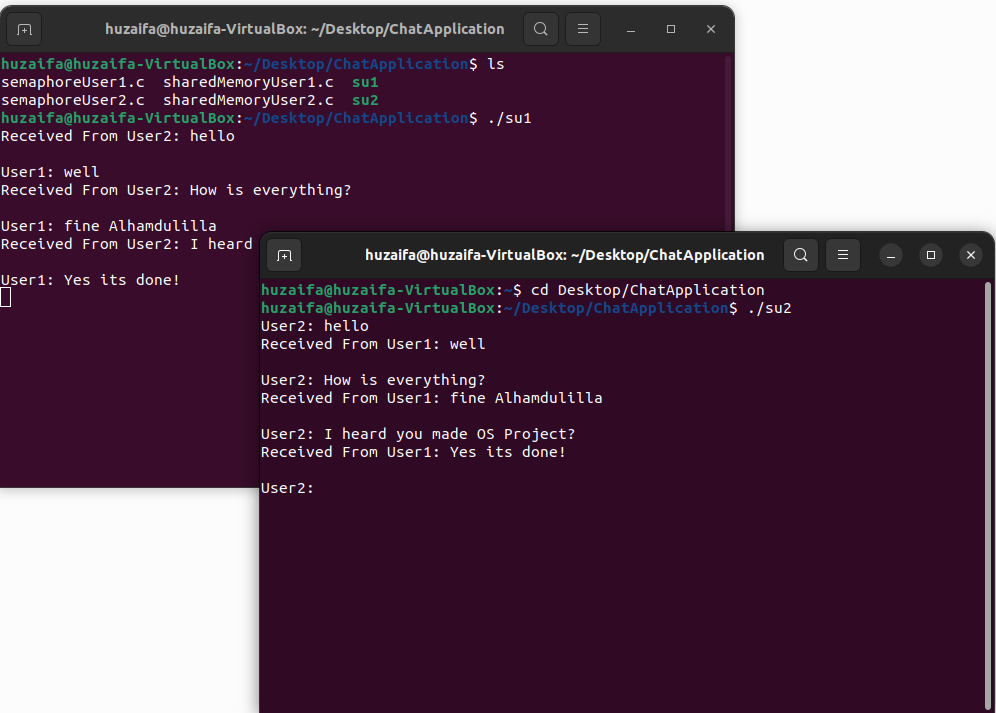 huzaifa@huzaifa-VirtualBox: ~/Desktop/ChatApplication
huzaifa@huzaifa-VirtualBox:~/Desktop/ChatApplication$ ls
semaphoreUser1.c  sharedMemoryUser1.c  su1
semaphoreUser2.c  sharedMemoryUser2.c  su2
huzaifa@huzaifa-VirtualBox:~/Desktop/ChatApplication$ ./su1
Received From User2: hello
User1: well
Received From User2: How is everything?
User1: fine Alhamdulilla
Received From User2: I heard
User1: Yes its done!
huzaifa@huzaifa-VirtualBox: ~/Desktop/ChatApplication
huzaifa@huzaifa-VirtualBox:~$ cd Desktop/ChatApplication
huzaifa@huzaifa-VirtualBox:~/Desktop/ChatApplication$ ./su2
User2: hello
Received From User1: well
User2: How is everything?
Received From User1: fine Alhamdulilla
User2: I heard you made OS Project?
Received From User1: Yes its done!
User2: